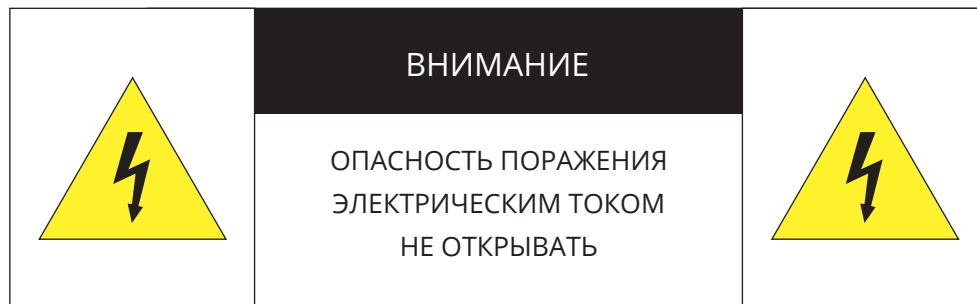 ВНИМАНИЕ
ОПАСНОСТЬ ПОРАЖЕНИЯ
ЭЛЕКТРИЧЕСКИМ ТОКОМ
НЕ ОТКРЫВАТЬ